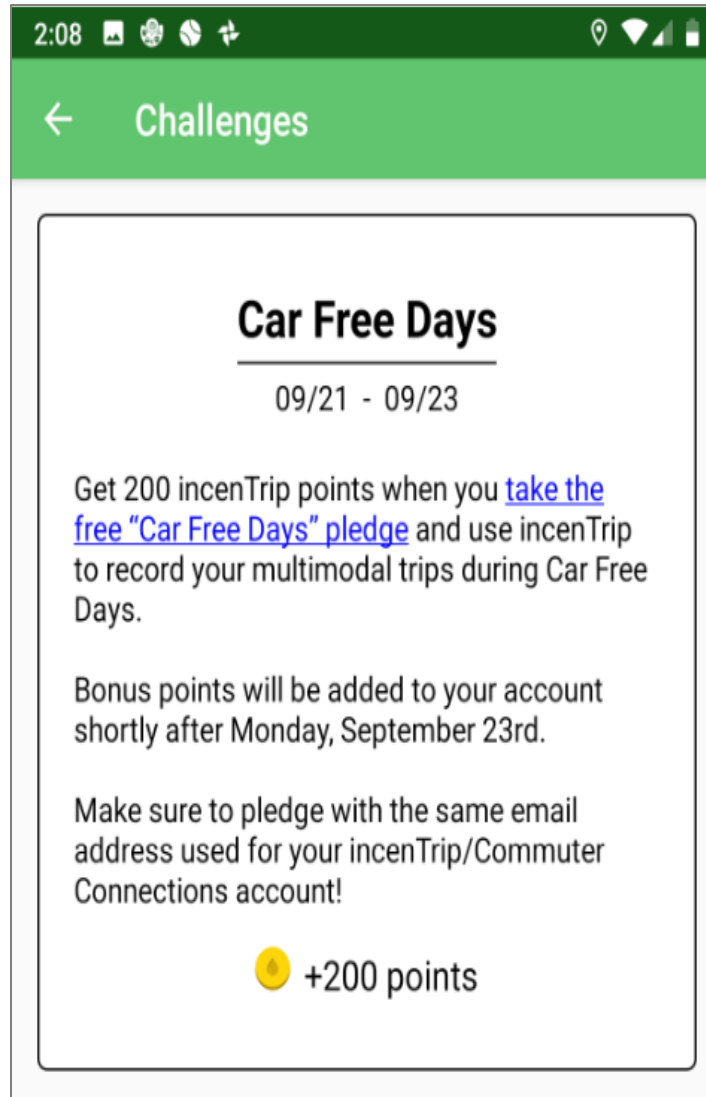 2:08
Challenges
Car Free Days
09/21 - 09/23
Get 200 incenTrip points when you take the
free “Car Free Days” pledge and use incenTrip
to record your multimodal trips during Car Free
Days.
Bonus points will be added to your account
shortly after Monday, September 23rd.
Make sure to pledge with the same email
address used for your incenTrip/Commuter
Connections account!
+200 points